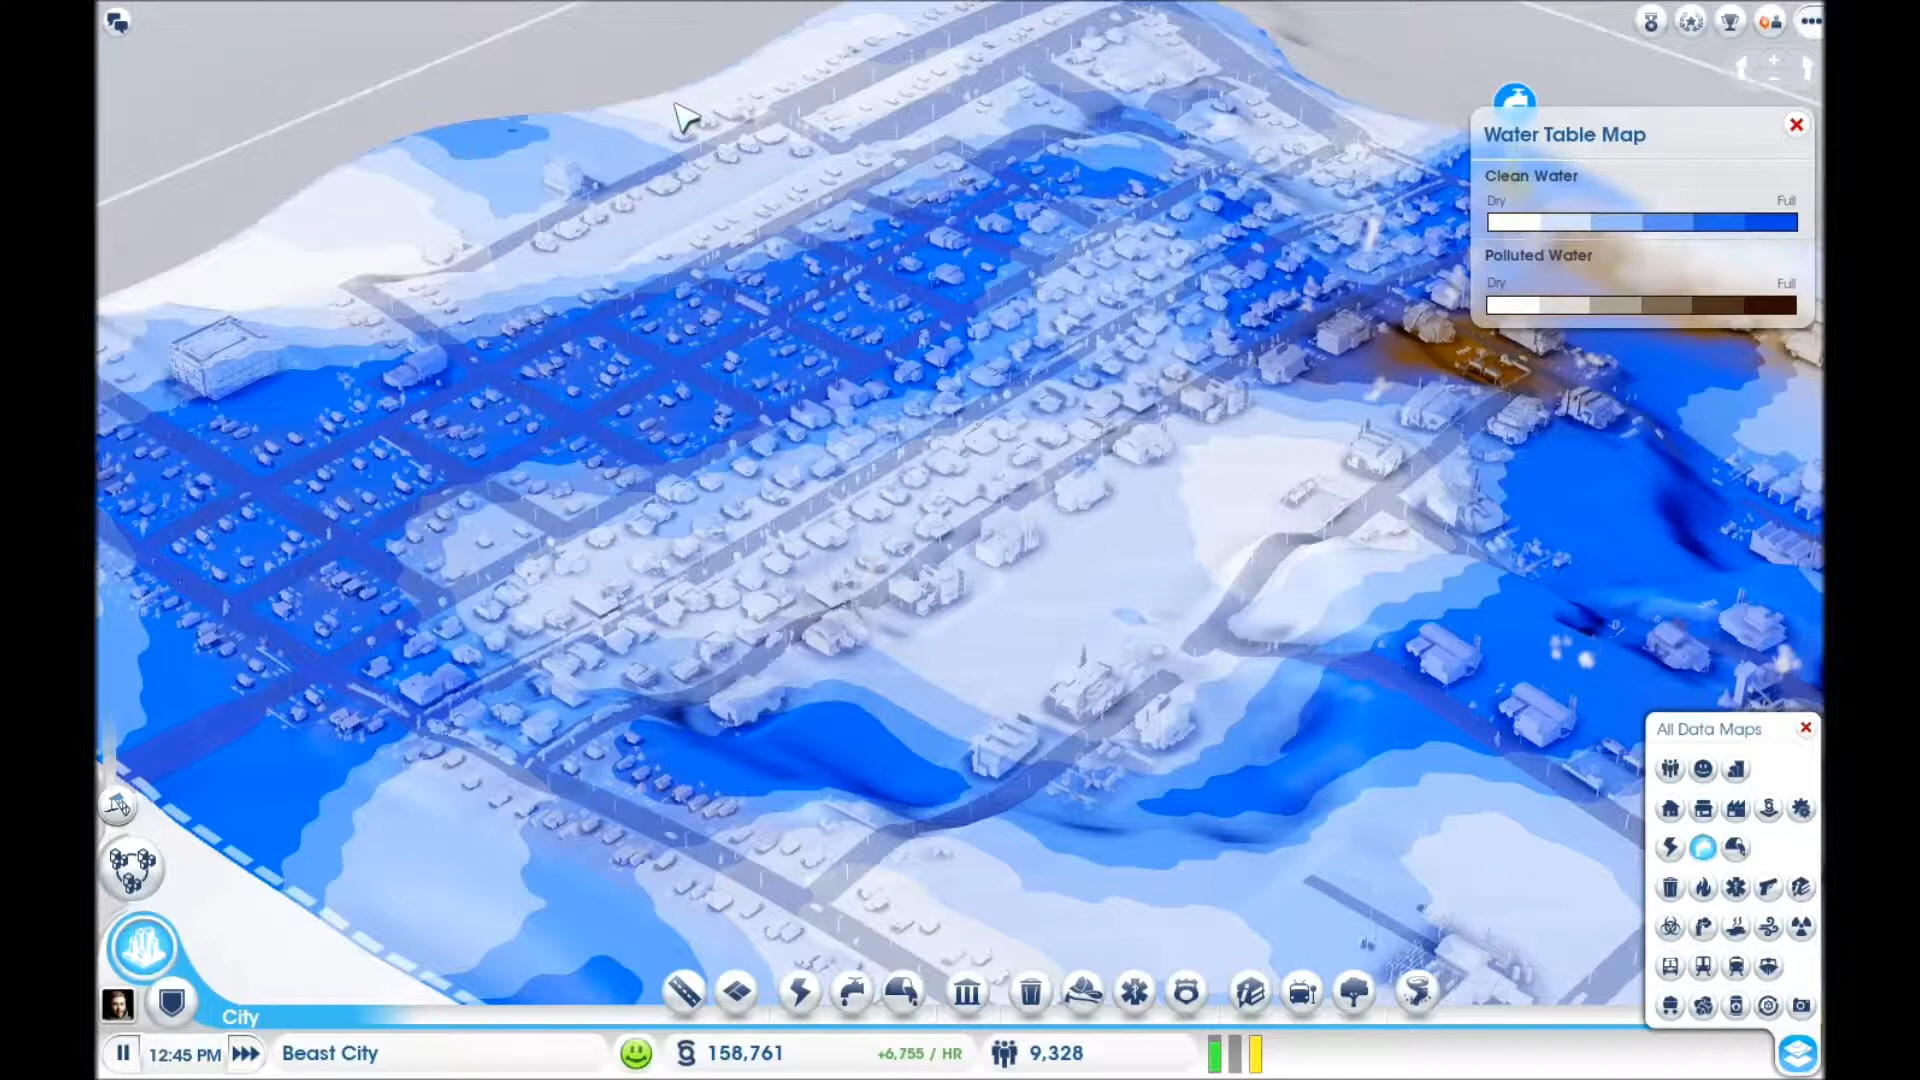 Water Table Map
Clean Water
Dry Full
Polluted Water
Dry Full
All Data Maps
City
12:45 PM Beast City 158,761 +6,755 / HR 9,328